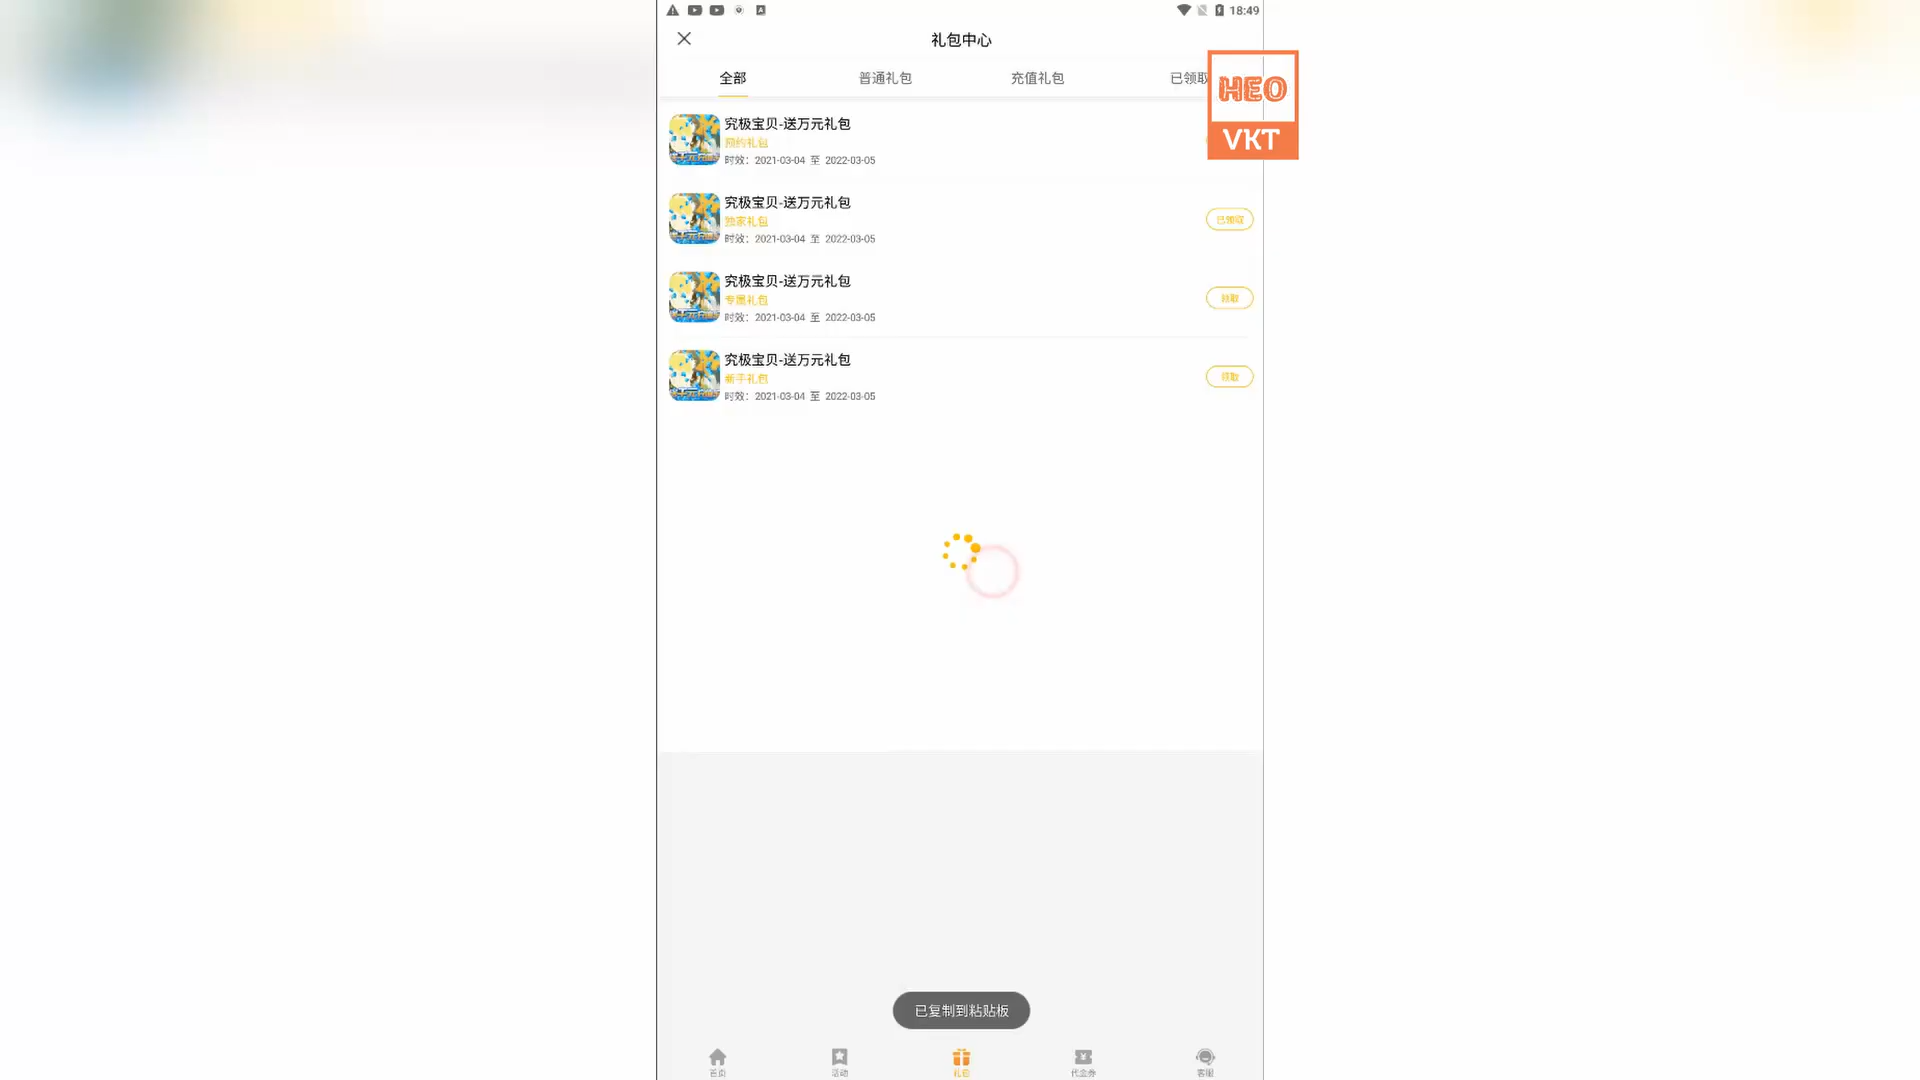 18:49
礼包中心
全部
普通礼包
充值礼包
已领取
HEO
VKT
究极宝贝-送万元礼包
预约礼包
时效：2021-03-04 至 2022-03-05
究极宝贝-送万元礼包
独家礼包
时效：2021-03-04 至 2022-03-05
已领取
究极宝贝-送万元礼包
专属礼包
时效：2021-03-04 至 2022-03-05
领取
究极宝贝-送万元礼包
新手礼包
时效：2021-03-04 至 2022-03-05
领取
已复制到粘贴板
首页
活动
礼包
代金券
客服